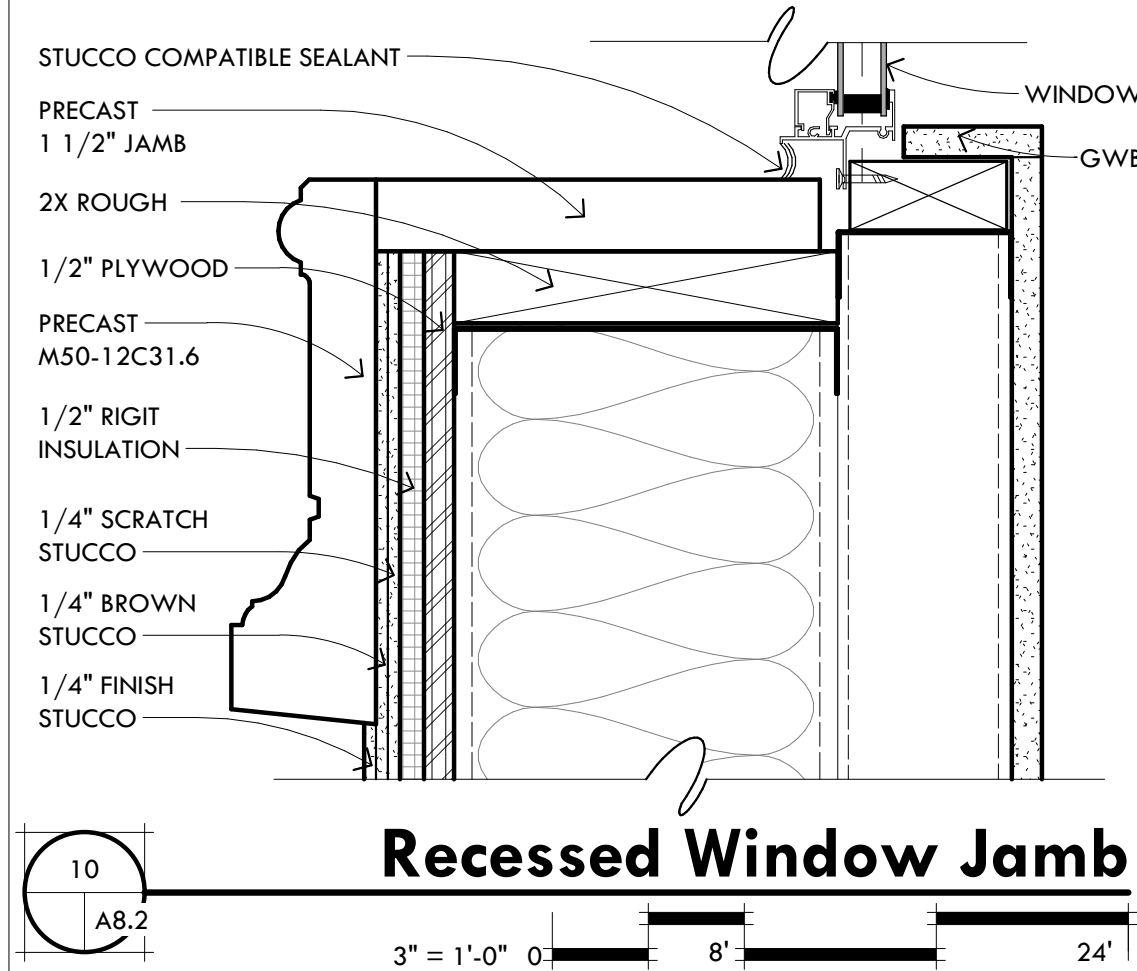 STUCCO COMPATIBLE SEALANT
PRECAST
1 1/2" JAMB
2X ROUGH
1/2" PLYWOOD
PRECAST
M50-12C31.6
1/2" RIGIT
INSULATION
1/4" SCRATCH
STUCCO
1/4" BROWN
STUCCO
1/4" FINISH
STUCCO
WINDOW
GWB
10
A8.2
Recessed Window Jamb
3" = 1'-0" 0 8' 24'